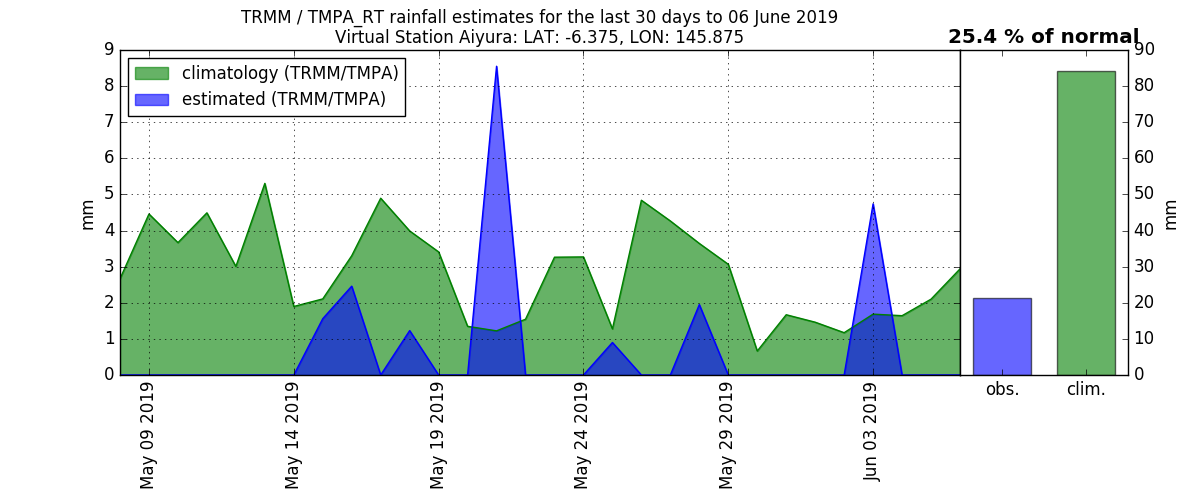 TRMM / TMPA_RT rainfall estimates for the last 30 days to 06 June 2019
Virtual Station Aiyura: LAT: -6.375, LON: 145.875
25.4 % of normal
climatology (TRMM/TMPA)
estimated (TRMM/TMPA)
9
8
7
6
5
4
3
2
1
0
mm
May 09 2019
May 14 2019
May 19 2019
May 24 2019
May 29 2019
Jun 03 2019
90
80
70
60
50
40
30
20
10
0
mm
obs.
clim.